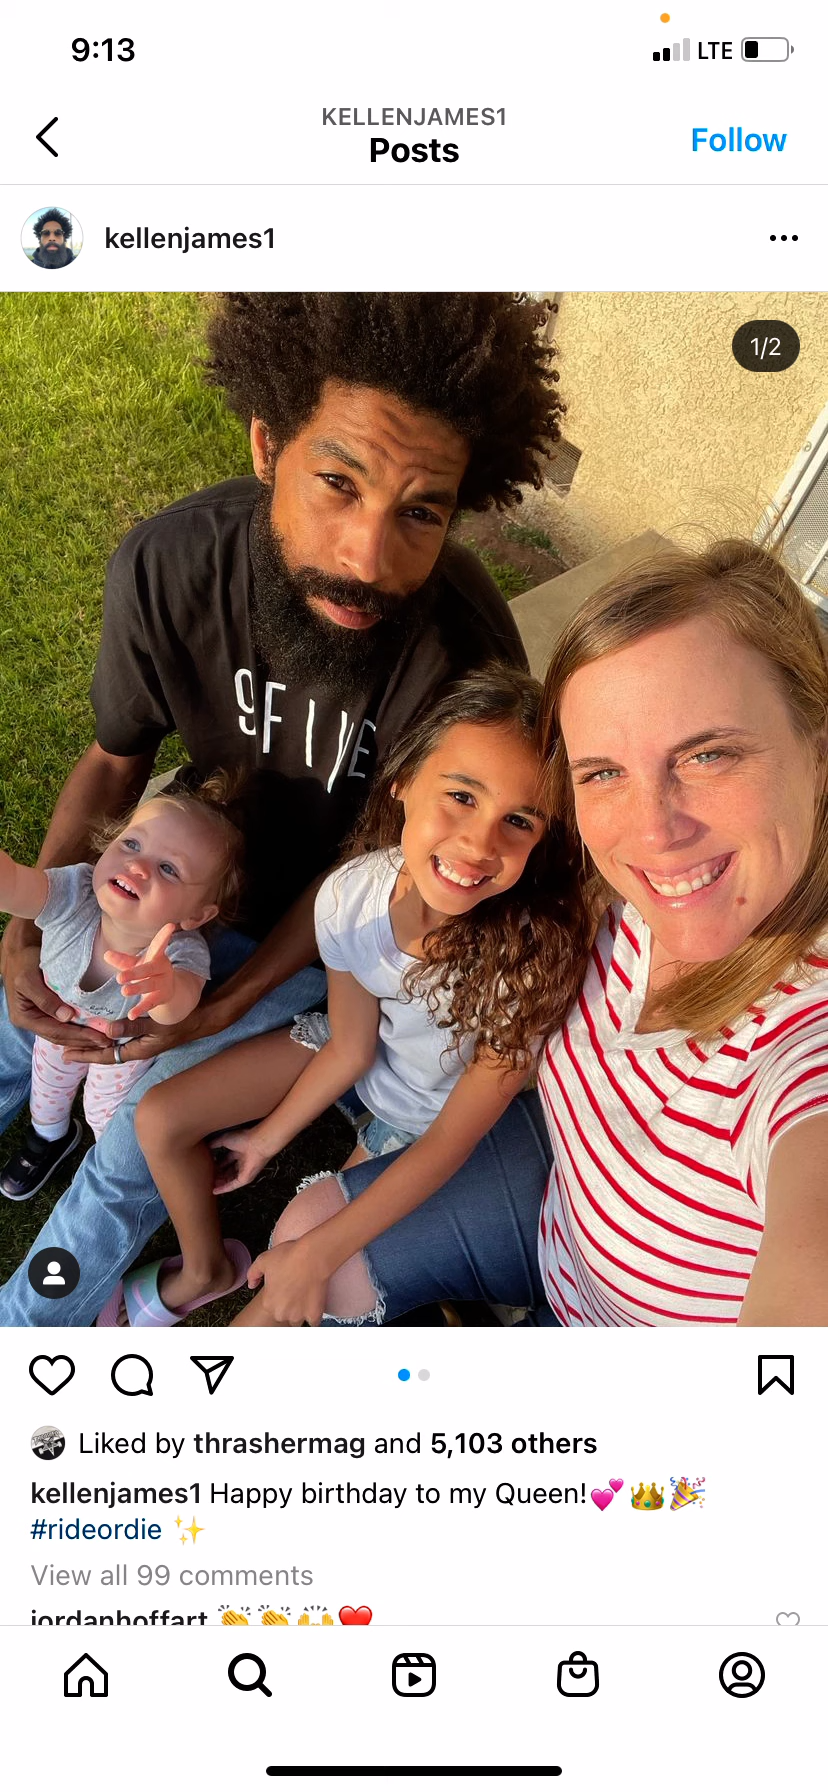 9:13
LTE
KELLENJAMES1
Posts
Follow
kellenjames1
1/2
9FIVE
Liked by thrashermag and 5,103 others
kellenjames1 Happy birthday to my Queen!💕👑🎉
#rideordie ✨
View all 99 comments
jordanhoffart 👏👏🙌❤️